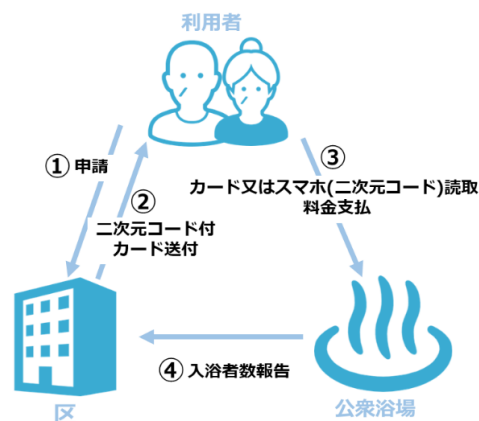 利用者
① 申請
②
二次元コード付
カード送付
③
カード又はスマホ(二次元コード)読取
料金支払
④ 入浴者数報告
区
公衆浴場